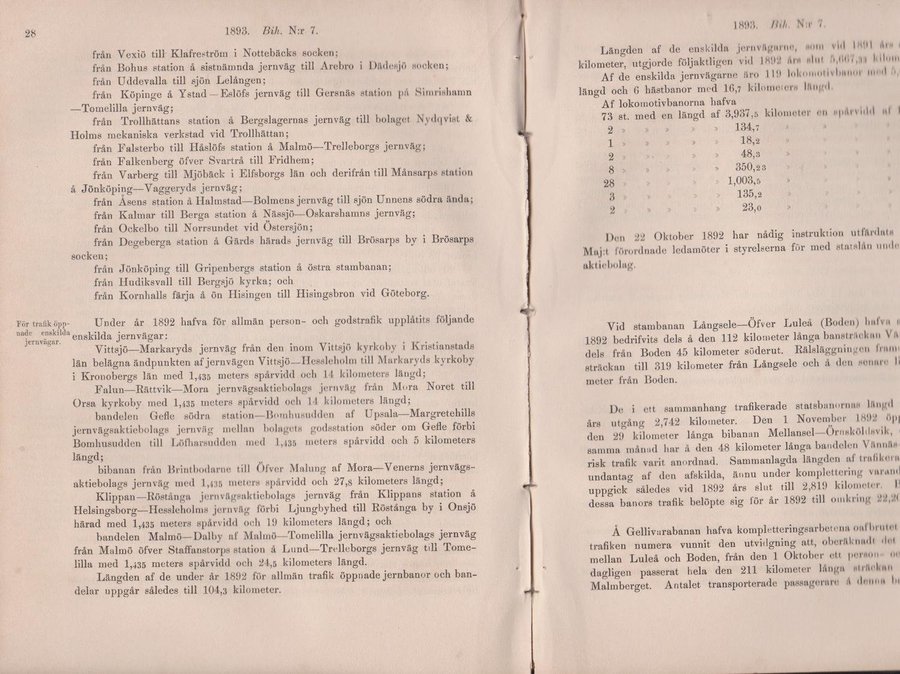 28
1893. Bih. N:r 7.
från Vexiö till Klafreström i Nottebäcks socken;
från Bohus station å sistnämnda jernväg till Arebro i Dädesjö socken;
från Uddevalla till sjön Lelången;
från Köpinge å Ystad—Eslöfs jernväg till Gersnäs station på Simrishamn
—Tomelilla jernväg;
från Trollhättans station å Bergslagernas jernväg till bolaget Nydqvist &
Holms mekaniska verkstad vid Trollhättan;
från Falsterbo till Håslöfs station å Malmö—Trelleborgs jernväg;
från Falkenberg öfver Svartrå till Fridhem;
från Varberg till Mjöbäck i Elfsborgs län och derifrån till Månsarps station
å Jönköping—Vaggeryds jernväg;
från Åsens station å Halmstad—Bolmens jernväg till sjön Unnens södra ända;
från Kalmar till Berga station å Nässjö—Oskarshamns jernväg;
från Ockelbo till Norrsundet vid Östersjön;
från Degeberga station å Gärds härads jernväg till Brösarps by i Brösarps
socken;
från Jönköping till Gripenbergs station å östra stambanan;
från Hudiksvall till Bergsjö kyrka; och
från Kornhalls färja å ön Hisingen till Hisingsbron vid Göteborg.
För trafik öpp-
nade enskilda
jernvägar.
Under år 1892 hafva för allmän person- och godstrafik upplåtits följande
enskilda jernvägar:
Vittsjö—Markaryds jernväg från den inom Vittsjö kyrkoby i Kristianstads
län belägna ändpunkten af jernvägen Vittsjö—Hessleholm till Markaryds kyrkoby
i Kronobergs län med 1,435 meters spårvidd och 14 kilometers längd;
Falun—Rättvik—Mora jernvägsaktiebolags jernväg från Mora Noret till
Orsa kyrkoby med 1,435 meters spårvidd och 14 kilometers längd;
bandelen Gefle södra station—Bomhusudden af Upsala—Margretehills
jernvägsaktiebolags jernväg mellan bolagets godsstation söder om Gefle förbi
Bomhusudden till Löfharsudden med 1,435 meters spårvidd och 5 kilometers
längd;
bibanan från Brintbodarne till Öfver Malung af Mora—Venerns jernvägs-
aktiebolags jernväg med 1,435 meters spårvidd och 27,8 kilometers längd;
Klippan—Röstånga jernvägsaktiebolags jernväg från Klippans station å
Helsingborg—Hessleholms jernväg förbi Ljungbyhed till Röstånga by i Onsjö
härad med 1,435 meters spårvidd och 19 kilometers längd; och
bandelen Malmö—Dalby af Malmö—Tomelilla jernvägsaktiebolags jernväg
från Malmö öfver Staffanstorps station å Lund—Trelleborgs jernväg till Tome-
lilla med 1,435 meters spårvidd och 24,5 kilometers längd.
Längden af de under år 1892 för allmän trafik öppnade jernbanor och ban-
delar uppgår således till 104,3 kilometer.
1893. Bih. N:r 7.
Längden af de enskilda jernvägarne, som vid 1891 års
kilometer, utgjorde följaktligen vid 1892 års slut
Af de enskilda jernvägarne äro 119 lokomotivbanor med
längd och 6 hästbanor med 16,7 kilometers längd.
Af lokomotivbanorna hafva
73 st. med en längd af 3,937,5 kilometer en spårvidd af
2 » » » » 134,7 » » »
1 » » » » 18,2 » » »
2 » » » » 48,3 » » »
8 » » » » 350,23 » » »
28 » » » » 1,003,5 » » »
3 » » » » 135,2 » » »
2 » » » » 23,0 » » »
Den 22 Oktober 1892 har nådig instruktion utfärdats
Maj:t förordnade ledamöter i styrelserna för med statslån
aktiebolag.
Vid stambanan Långsele—Öfver Luleå (Boden) hafva
1892 bedrifvits dels å den 112 kilometer långa bansträckan
dels från Boden 45 kilometer söderut. Rälsläggningen
sträckan till 319 kilometer från Långsele och å den senare
meter från Boden.
De i ett sammanhang trafikerade statsbanornas längd
års utgång 2,742 kilometer. Den 1 November 1892
den 29 kilometer långa bibanan Mellansel—Örnsköldsvik,
samma månad har å den 48 kilometer långa bandelen Vännäs
risk trafik varit anordnad. Sammanlagda längden af
undantag af den afskilda, ännu under komplettering
uppgick således vid 1892 års slut till 2,819 kilometer.
dessa banors trafik belöpte sig för år 1892 till omkring
Å Gellivarabanan hafva kompletteringsarbetena oafbrutet
trafiken numera vunnit den utvidgning att, oberäknadt det
mellan Luleå och Boden, från den 1 Oktober ett person-
dagligen passerat hela den 211 kilometer långa sträckan
Malmberget. Antalet transporterade passagerare å denna